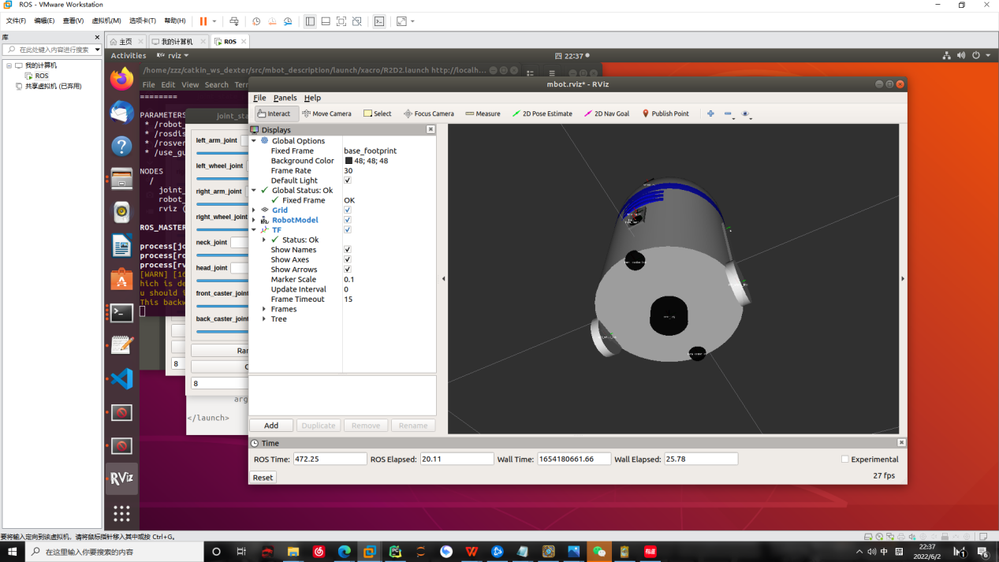 ROS - VMware Workstation
文件(F) 编辑(E) 查看(V) 虚拟机(M) 选项卡(T) 帮助(H)
库
在此处键入内容进行搜索
主页 我的计算机 ROS
我的计算机
ROS
共享虚拟机 (已弃用)
Activities RViz rviz 四 22:37
/home/zzz/catkin_ws_dexter/src/mbot_description/launch/xacro/R2D2.launch http://localh...
File Edit View Search Terr
========
PARAMETERS
* /robot_
* /rosdis
* /rosver
* /use_gu
NODES
/
joint_
robot_
rviz (
ROS_MASTER
process[jo
process[ro
process[rv
[WARN] [16
hich is de
u should i
This backw
joint_sta
left_arm_joint
left_wheel_joint
right_arm_joint
right_wheel_joint
neck_joint
head_joint
front_caster_joint
back_caster_joint
Ran
C
8
8
arg
</launch>
mbot.rviz* - RViz
File Panels Help
Interact Move Camera Select Focus Camera Measure 2D Pose Estimate 2D Nav Goal Publish Point
Displays
Global Options
Fixed Frame base_footprint
Background Color 48; 48; 48
Frame Rate 30
Default Light
Global Status: Ok
Fixed Frame OK
Grid
RobotModel
TF
Status: Ok
Show Names
Show Axes
Show Arrows
Marker Scale 0.1
Update Interval 0
Frame Timeout 15
Frames
Tree
Add Duplicate Remove Rename
Time
ROS Time: 472.25 ROS Elapsed: 20.11 Wall Time: 1654180661.66 Wall Elapsed: 25.78 Experimental
Reset 27 fps
RViz
要将输入定向到该虚拟机，请将鼠标指针移入其中或按 Ctrl+G。
在这里输入你要搜索的内容
中
22:37
2022/6/2
1
6